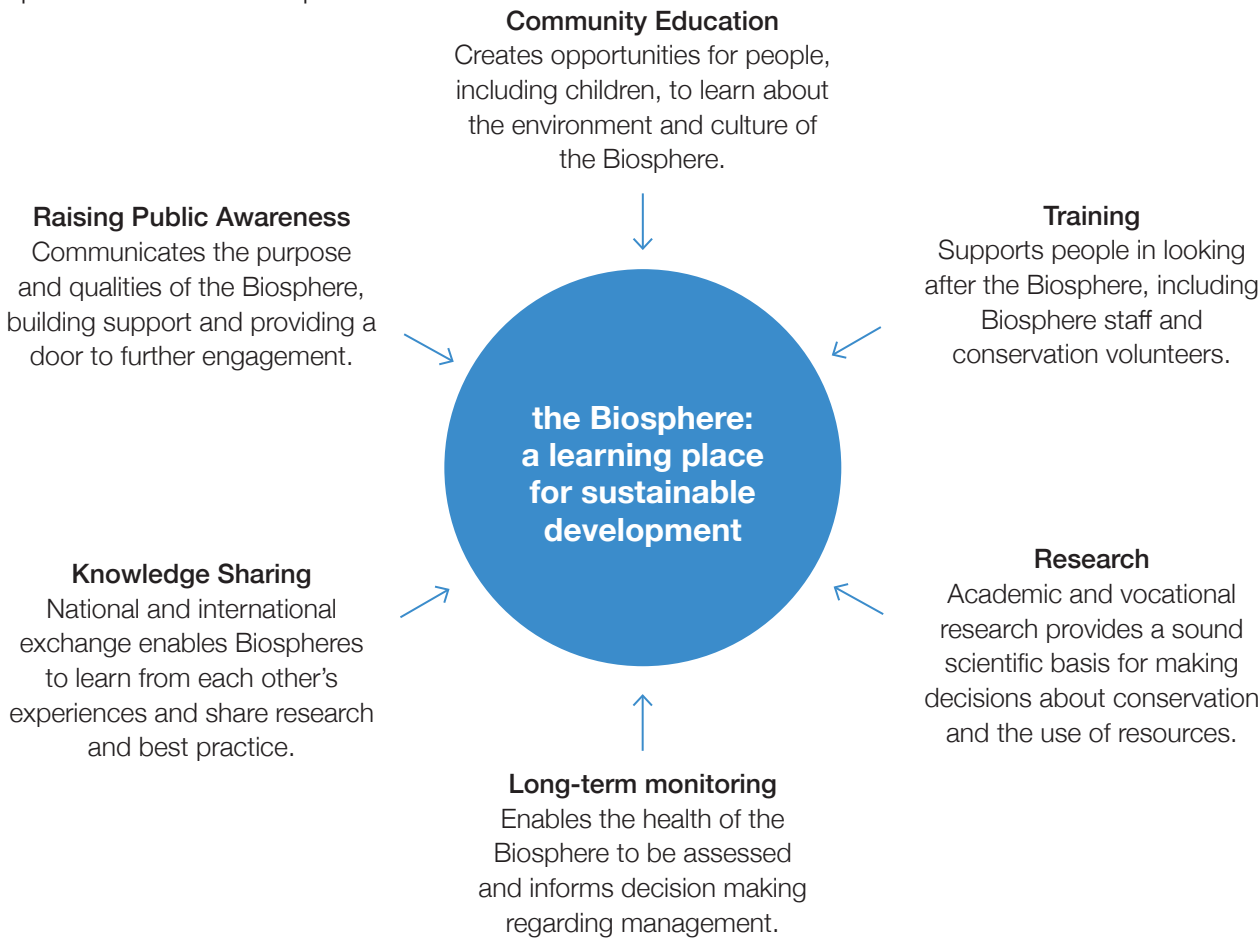 Community Education
Creates opportunities for people,
including children, to learn about
the environment and culture of
the Biosphere.
Raising Public Awareness
Communicates the purpose
and qualities of the Biosphere,
building support and providing a
door to further engagement.
Training
Supports people in looking
after the Biosphere, including
Biosphere staff and
conservation volunteers.
the Biosphere:
a learning place
for sustainable
development
Knowledge Sharing
National and international
exchange enables Biospheres
to learn from each other’s
experiences and share research
and best practice.
Research
Academic and vocational
research provides a sound
scientific basis for making
decisions about conservation
and the use of resources.
Long-term monitoring
Enables the health of the
Biosphere to be assessed
and informs decision making
regarding management.